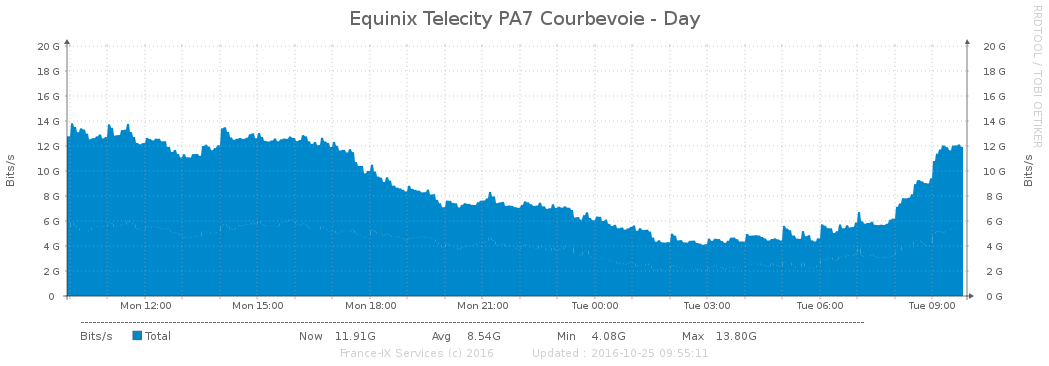 Equinix Telecity PA7 Courbevoie - Day
RRDTOOL / TOBI OETIKER
20 G 20 G
18 G 18 G
16 G 16 G
14 G 14 G
12 G 12 G
10 G 10 G
8 G 8 G
6 G 6 G
4 G 4 G
2 G 2 G
0 0 G
Bits/s
Bits/s
Mon 12:00 Mon 15:00 Mon 18:00 Mon 21:00 Tue 00:00 Tue 03:00 Tue 06:00 Tue 09:00
Bits/s Total Now 11.91G Avg 8.54G Min 4.08G Max 13.80G
France-IX Services (c) 2016 Updated : 2016-10-25 09:55:11